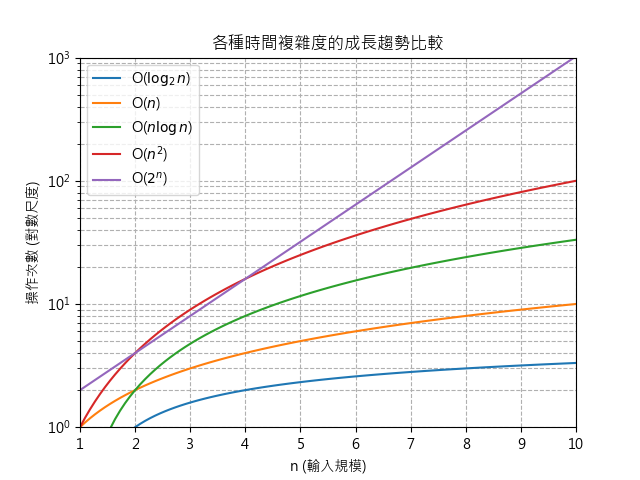 各種時間複雜度的成長趨勢比較
10³
10²
10¹
10⁰
操作次數 (對數尺度)
O(log₂ n)
O(n)
O(n log n)
O(n²)
O(2ⁿ)
1 2 3 4 5 6 7 8 9 10
n (輸入規模)